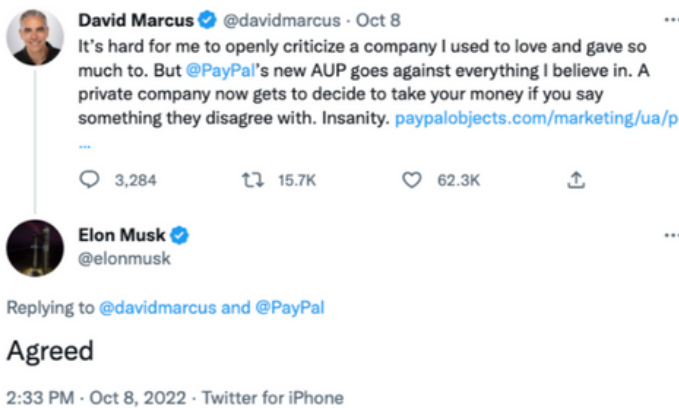 David Marcus @davidmarcus · Oct 8
It's hard for me to openly criticize a company I used to love and gave so
much to. But @PayPal's new AUP goes against everything I believe in. A
private company now gets to decide to take your money if you say
something they disagree with. Insanity. paypalobjects.com/marketing/ua/p
...
3,284 15.7K 62.3K
Elon Musk
@elonmusk
Replying to @davidmarcus and @PayPal
Agreed
2:33 PM · Oct 8, 2022 · Twitter for iPhone